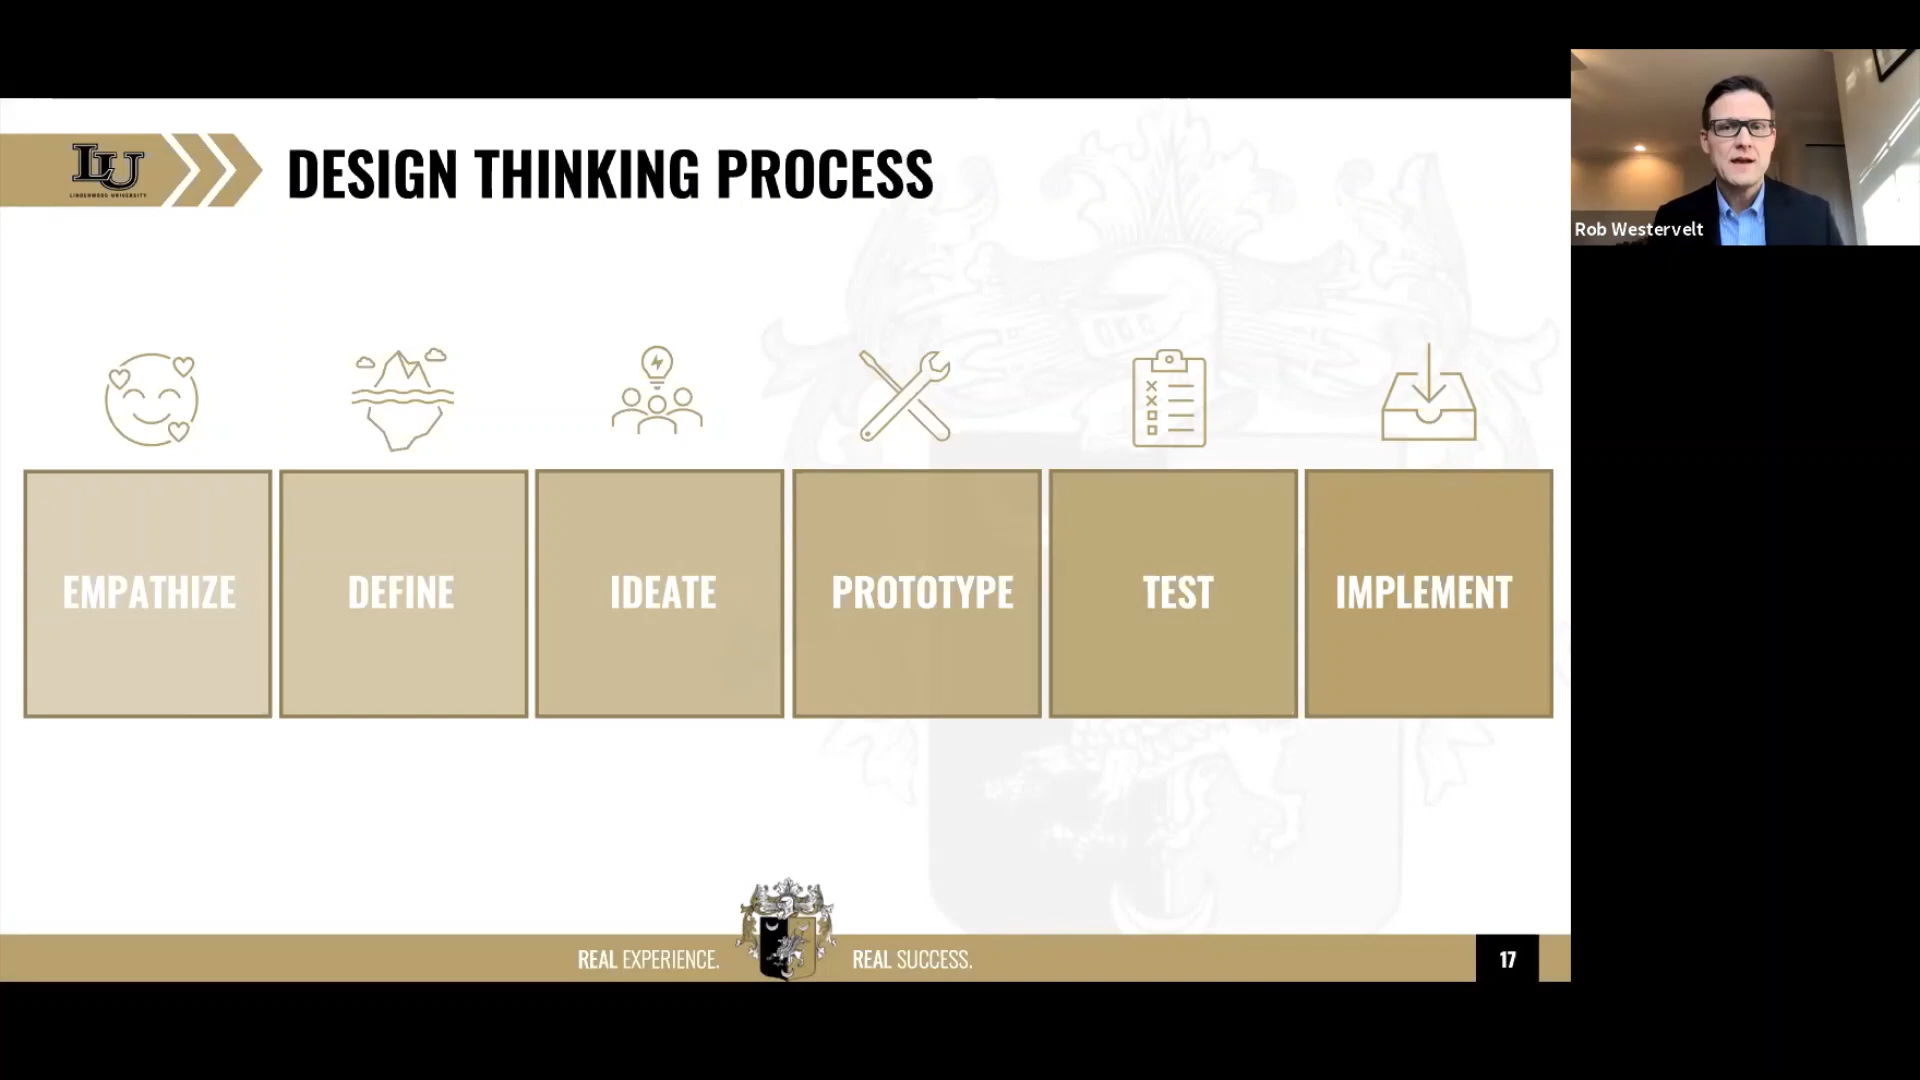 LU
LINDENWOOD UNIVERSITY
DESIGN THINKING PROCESS
Rob Westervelt
EMPATHIZE
DEFINE
IDEATE
PROTOTYPE
TEST
IMPLEMENT
REAL EXPERIENCE.
REAL SUCCESS.
17